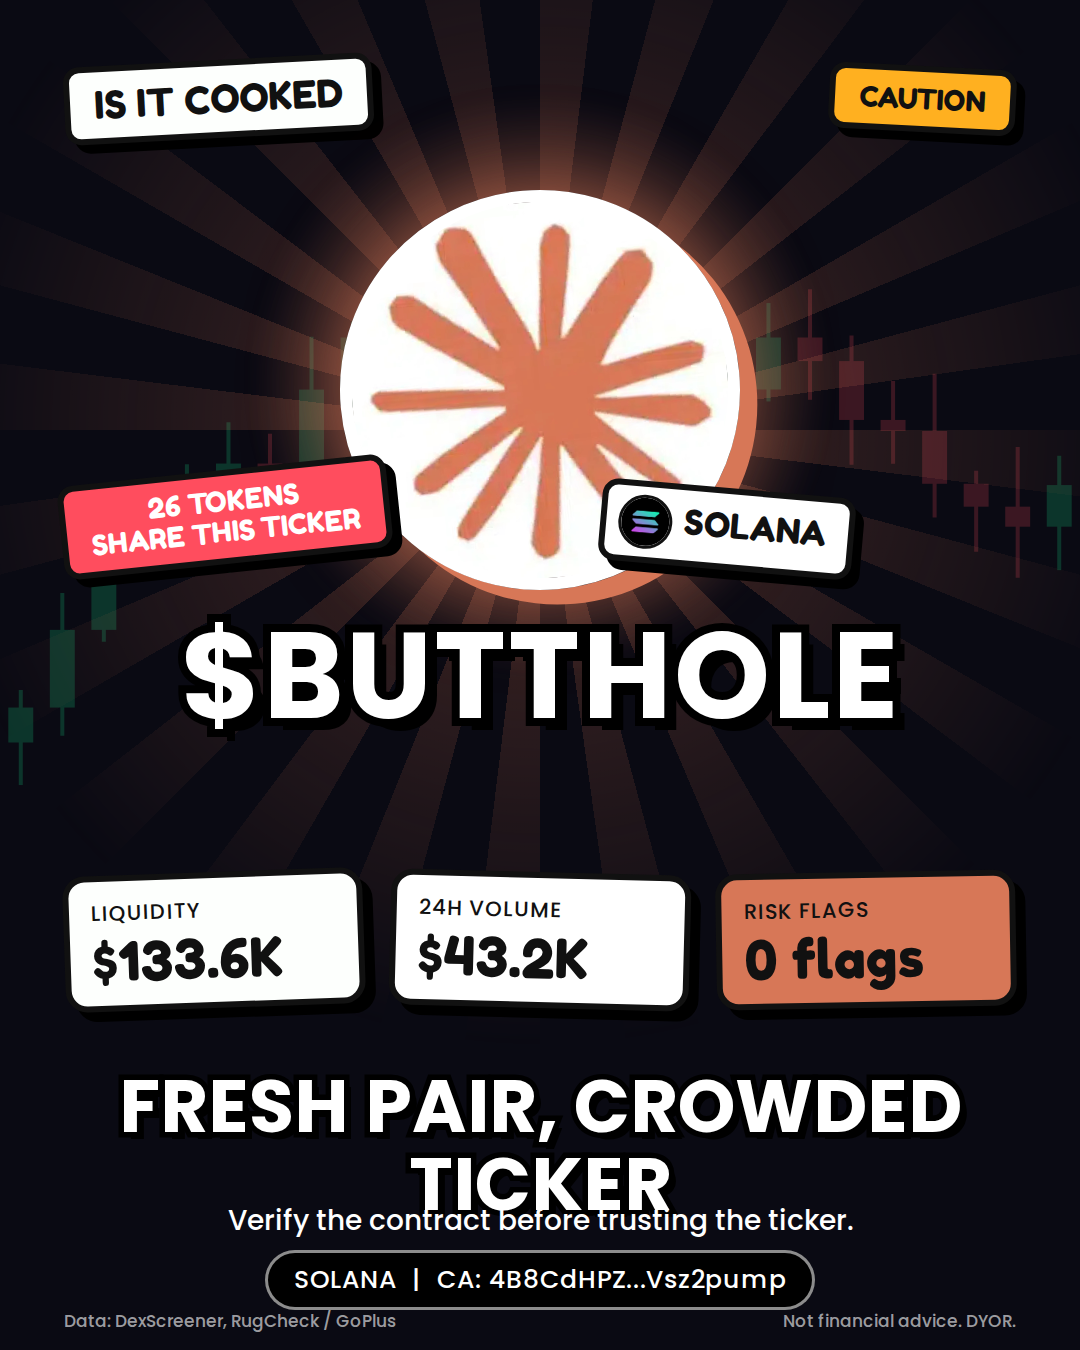 IS IT COOKED
CAUTION
26 TOKENS
SHARE THIS TICKER
SOLANA
$BUTTHOLE
LIQUIDITY
$133.6K
24H VOLUME
$43.2K
RISK FLAGS
0 flags
FRESH PAIR, CROWDED
TICKER
Verify the contract before trusting the ticker.
SOLANA | CA: 4B8CdHPZ...Vsz2pump
Data: DexScreener, RugCheck / GoPlus
Not financial advice. DYOR.